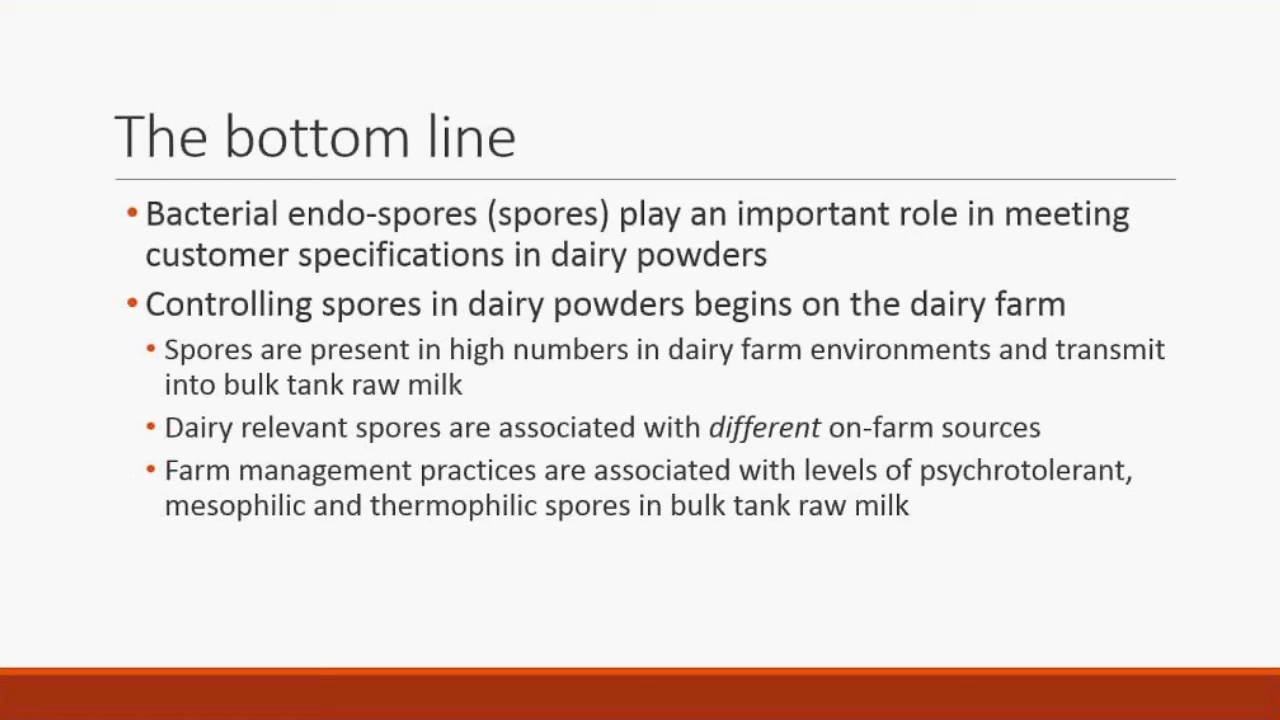 The bottom line
• Bacterial endo-spores (spores) play an important role in meeting
customer specifications in dairy powders
• Controlling spores in dairy powders begins on the dairy farm
• Spores are present in high numbers in dairy farm environments and transmit
into bulk tank raw milk
• Dairy relevant spores are associated with different on-farm sources
• Farm management practices are associated with levels of psychrotolerant,
mesophilic and thermophilic spores in bulk tank raw milk